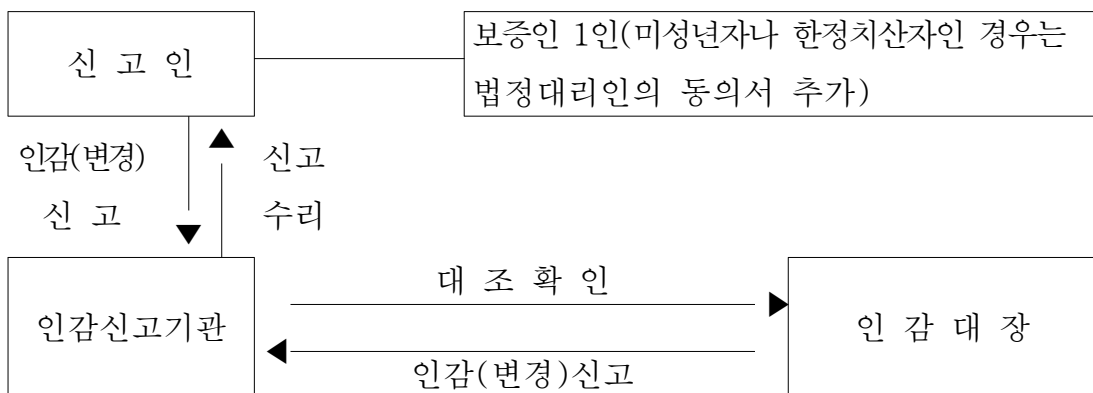 신 고 인
보증인 1인(미성년자나 한정치산자인 경우는
법정대리인의 동의서 추가)
인감(변경)
신 고
신고
수리
인감신고기관
대 조 확 인
인감(변경)신고
인 감 대 장